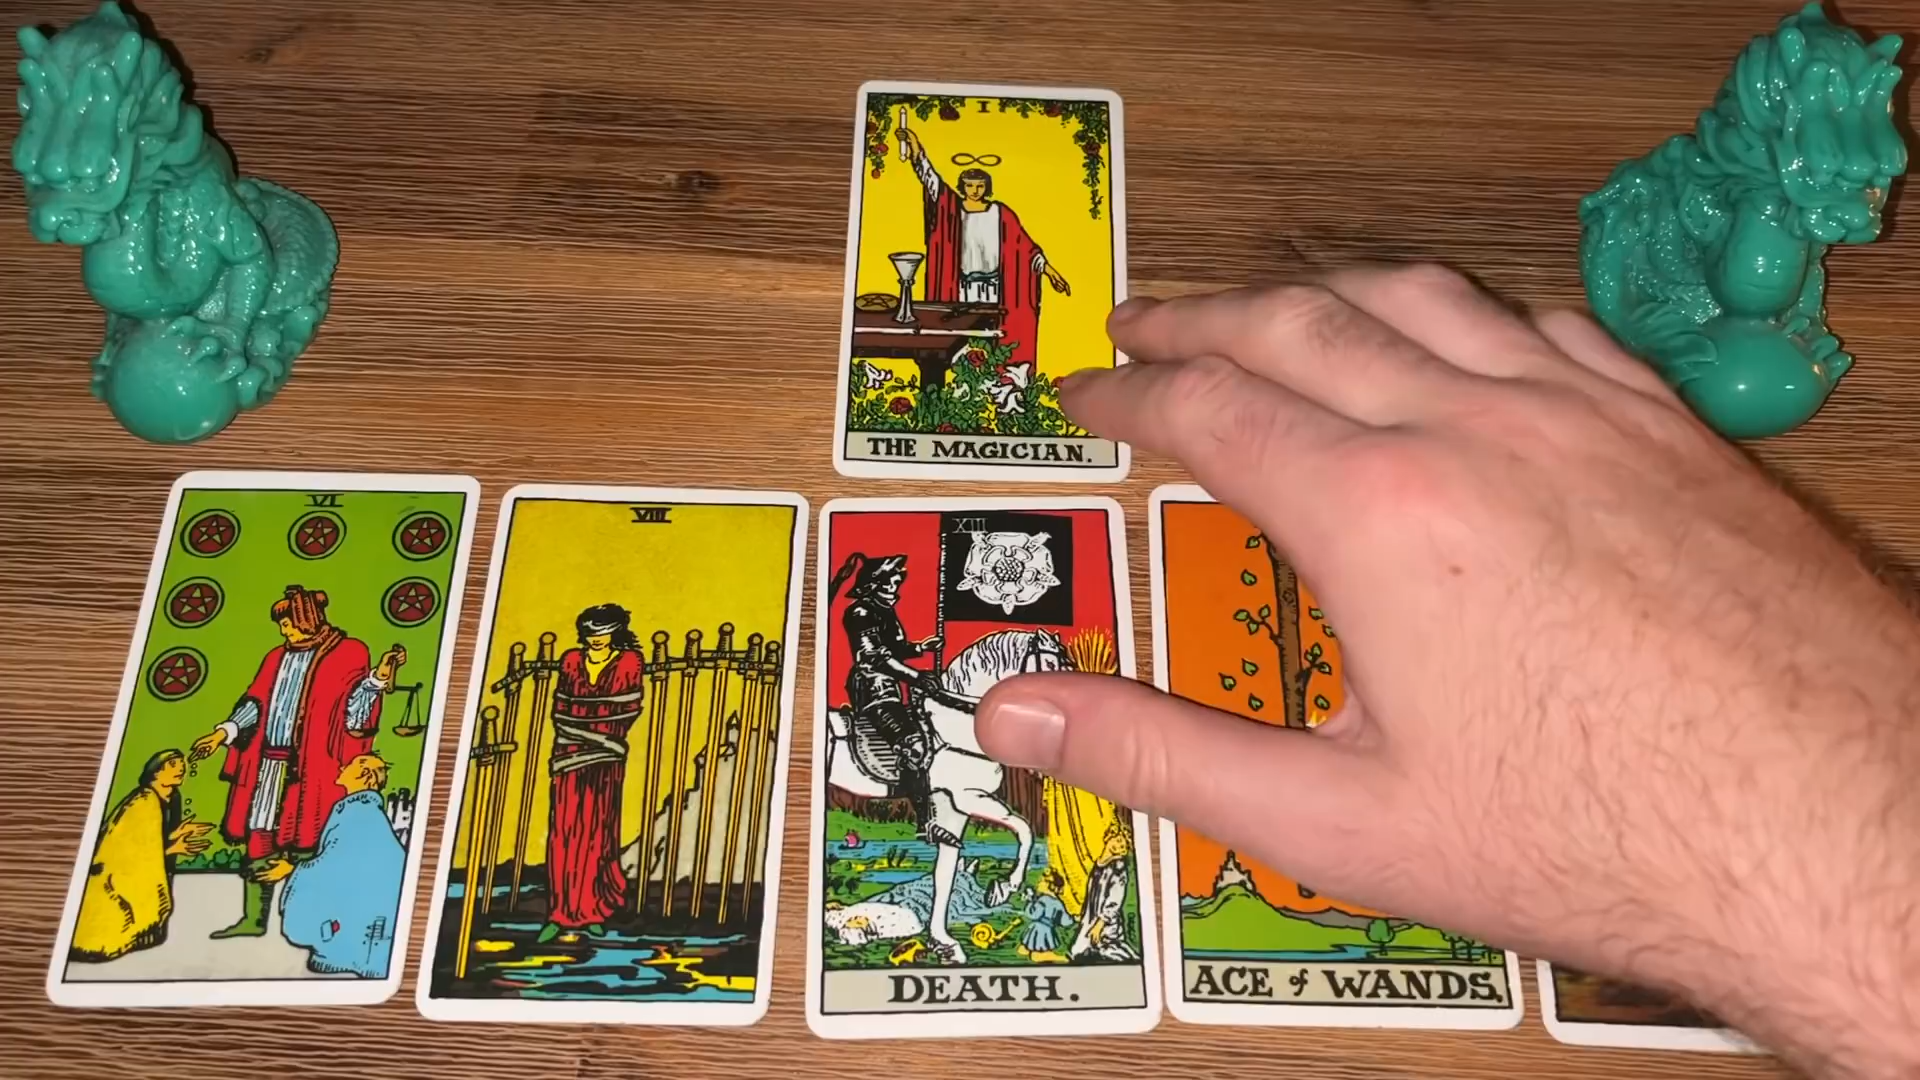 I
THE MAGICIAN.
VI
VIII
XIII
DEATH.
ACE of WANDS.